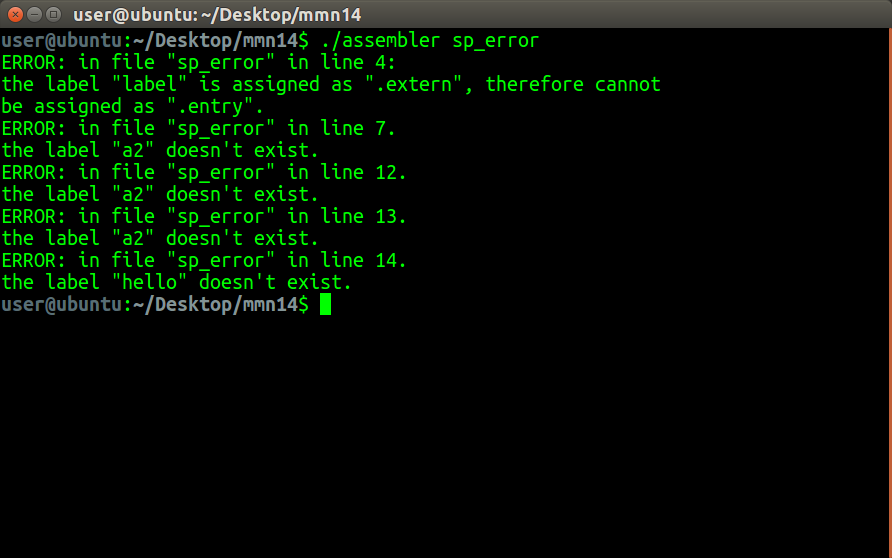 user@ubuntu: ~/Desktop/mmn14
user@ubuntu:~/Desktop/mmn14$ ./assembler sp_error
ERROR: in file "sp_error" in line 4:
the label "label" is assigned as ".extern", therefore cannot
be assigned as ".entry".
ERROR: in file "sp_error" in line 7.
the label "a2" doesn't exist.
ERROR: in file "sp_error" in line 12.
the label "a2" doesn't exist.
ERROR: in file "sp_error" in line 13.
the label "a2" doesn't exist.
ERROR: in file "sp_error" in line 14.
the label "hello" doesn't exist.
user@ubuntu:~/Desktop/mmn14$